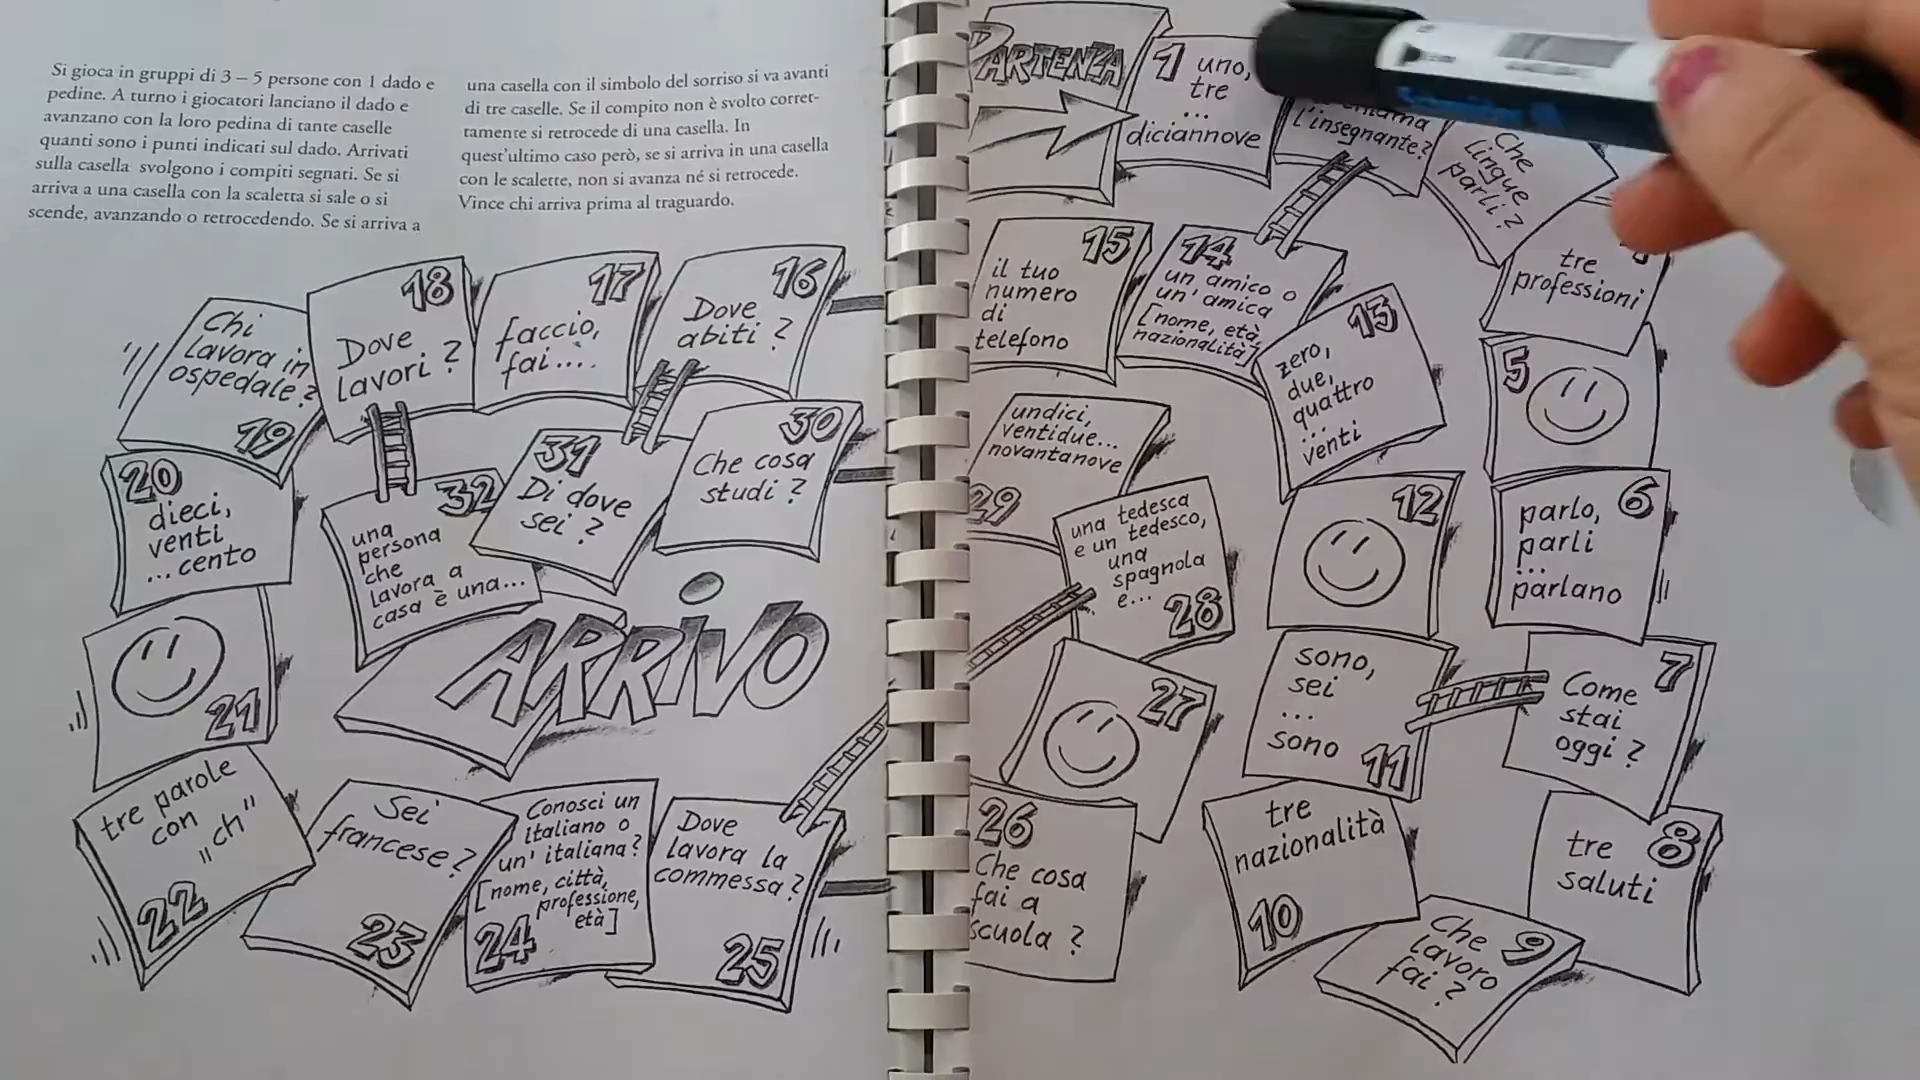 Si gioca in gruppi di 3 – 5 persone con 1 dado e
pedine. A turno i giocatori lanciano il dado e
avanzano con la loro pedina di tante caselle
quanti sono i punti indicati sul dado. Arrivati
sulla casella svolgono i compiti segnati. Se si
arriva a una casella con la scaletta si sale o si
scende, avanzando o retrocedendo. Se si arriva a
una casella con il simbolo del sorriso si va avanti
di tre caselle. Se il compito non è svolto corret-
tamente si retrocede di una casella. In
quest'ultimo caso però, se si arriva in una casella
con le scalette, non si avanza né si retrocede.
Vince chi arriva prima al traguardo.
PARTENZA
1 uno,
tre
...
diciannove
l'insegnante?
Che
lingue
parli?
tre
professioni
5
6
parlo,
parli
...
parlano
7
Come
stai
oggi?
8
tre
saluti
9
Che
lavoro
fai?
tre
nazionalità
10
sono,
sei
...
sono
11
12
13
zero,
due,
quattro
...
venti
14
un amico o
un'amica
[nome, età,
nazionalità]
15
il tuo
numero
di
telefono
16
Dove
abiti?
17
faccio,
fai....
18
Dove
lavori?
Chi
lavora in
ospedale?
19
20
dieci,
venti
...cento
21
tre parole
con
„ch"
22
Sei
francese?
23
Conosci un
italiano o
un'italiana?
[nome, città,
professione,
età]
24
Dove
lavora la
commessa?
25
26
Che cosa
fai a
scuola?
27
una tedesca
e un tedesco,
una
spagnola
e...
28
undici,
ventidue...
novantanove
29
30
Che cosa
studi?
31
Di dove
sei?
32
una
persona
che
lavora a
casa è una...
ARRIVO